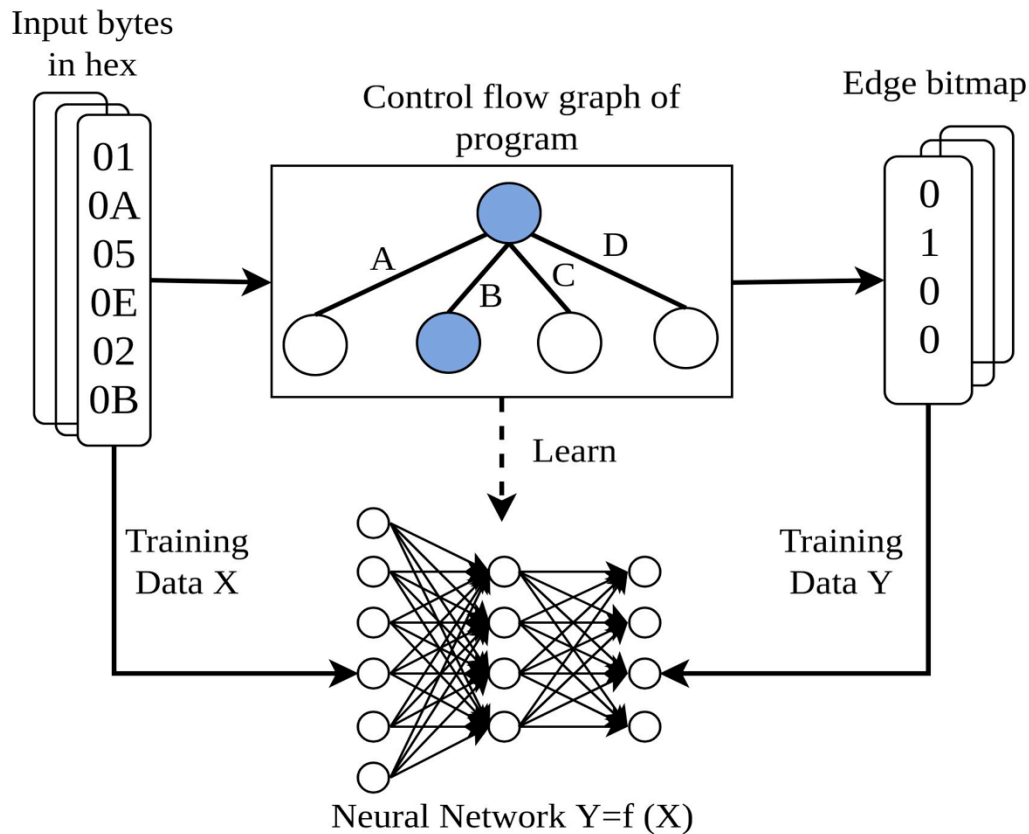 Input bytes
in hex
01
0A
05
0E
02
0B
Control flow graph of
program
A
B
C
D
Edge bitmap
0
1
0
0
Learn
Training
Data X
Training
Data Y
Neural Network Y=f (X)